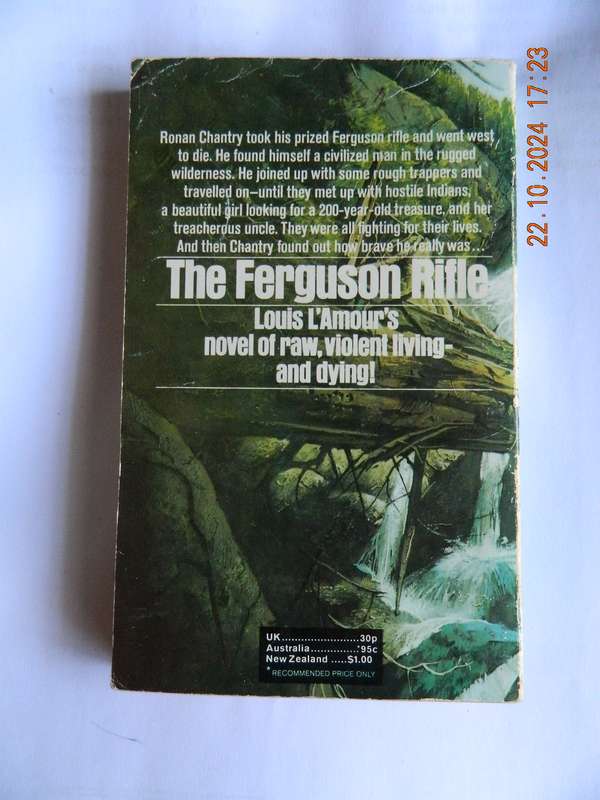 Ronan Chantry took his prized Ferguson rifle and went west
to die. He found himself a civilized man in the rugged
wilderness. He joined up with some rough trappers and
travelled on—until they met up with hostile Indians,
a beautiful girl looking for a 200-year-old treasure, and her
treacherous uncle. They were all fighting for their lives.
And then Chantry found out how brave he really was...
The Ferguson Rifle
Louis L'Amour's
novel of raw, violent living-
and dying!
UK........................30p
Australia..............*95c
New Zealand .....$1.00
*RECOMMENDED PRICE ONLY
22.10.2024 17:23